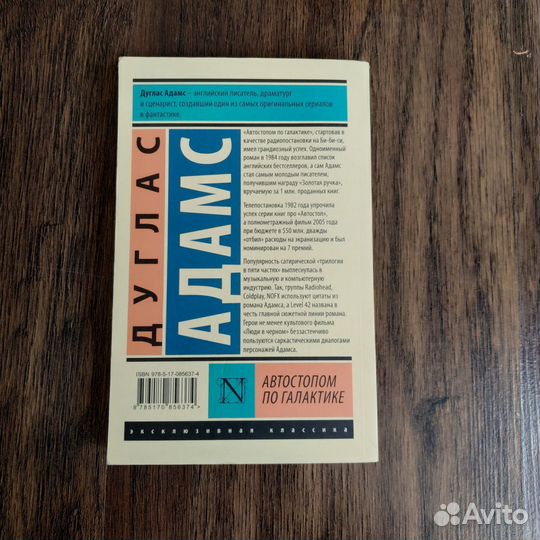 Дуглас Адамс – английский писатель, драматург
и сценарист, создавший один из самых оригинальных сериалов
в фантастике.
ДУГЛАС
АДАМС
«Автостопом по галактике», стартовав в
качестве радиопостановки на Би-би-си,
имел грандиозный успех. Одноименный
роман в 1984 году возглавил список
английских бестселлеров, а сам Адамс
стал самым молодым писателем,
получившим награду «Золотая ручка»,
вручаемую за 1 млн. проданных книг.
Телепостановка 1982 года упрочила
успех серии книг про «Автостоп»,
а полнометражный фильм 2005 года
при бюджете в $50 млн. дважды
«отбил» расходы на экранизацию и был
номинирован на 7 премий.
Популярность сатирической «трилогии
в пяти частях» выплеснулась в
музыкальную и компьютерную
индустрию. Так, группы Radiohead,
Coldplay, NOFX используют цитаты из
романа Адамса, а Level 42 названа в
честь главной сюжетной линии романа.
Герои не менее культового фильма
«Люди в черном» беззастенчиво
пользуются саркастическими диалогами
персонажей Адамса.
ISBN 978-5-17-085637-4
9785170856374>
N
АВТОСТОПОМ
ПО ГАЛАКТИКЕ
эксклюзивная классика
Avito